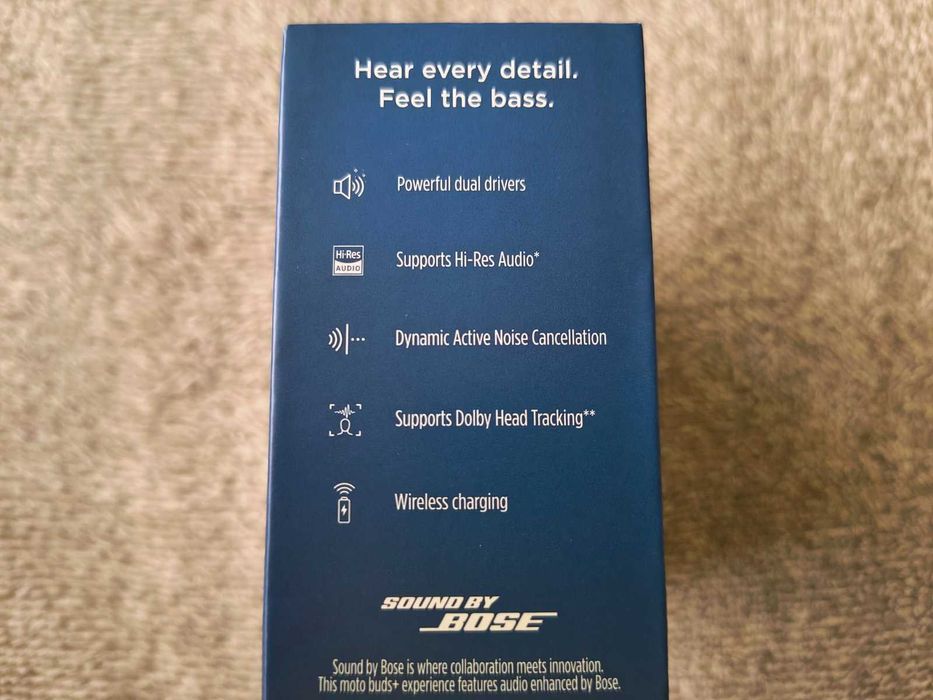 Hear every detail.
Feel the bass.
Powerful dual drivers
Hi-Res
AUDIO
Supports Hi-Res Audio*
Dynamic Active Noise Cancellation
Supports Dolby Head Tracking**
Wireless charging
SOUND BY
BOSE
Sound by Bose is where collaboration meets innovation.
This moto buds+ experience features audio enhanced by Bose.